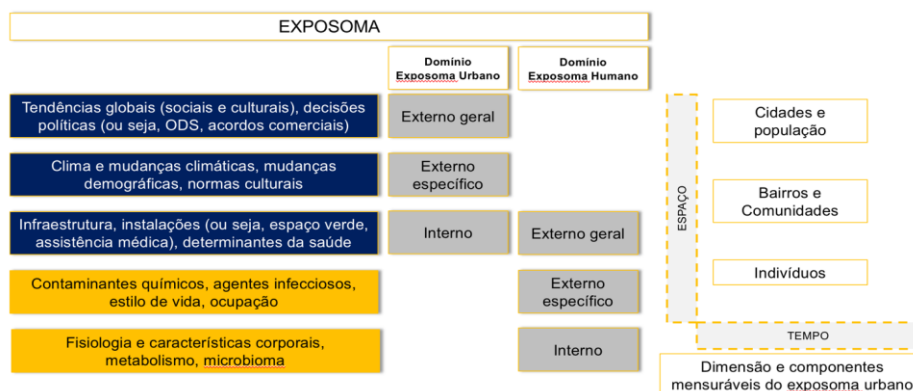 EXPOSOMA
Domínio
Exposoma Urbano
Domínio
Exposoma Humano
Tendências globais (sociais e culturais), decisões
políticas (ou seja, ODS, acordos comerciais)
Externo geral
Clima e mudanças climáticas, mudanças
demográficas, normas culturais
Externo
específico
Infraestrutura, instalações (ou seja, espaço verde,
assistência médica), determinantes da saúde
Interno
Externo geral
Contaminantes químicos, agentes infecciosos,
estilo de vida, ocupação
Externo
específico
Fisiologia e características corporais,
metabolismo, microbioma
Interno
ESPAÇO
Cidades e
população
Bairros e
Comunidades
Indivíduos
TEMPO
Dimensão e componentes
mensuráveis do exposoma urbano